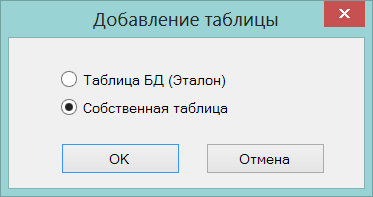 Добавление таблицы
Таблица БД (Эталон)
Собственная таблица
OK Отмена